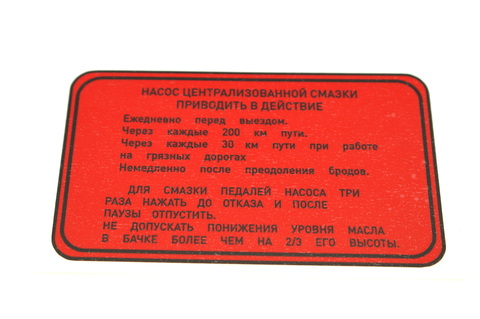 НАСОС ЦЕНТРАЛИЗОВАННОЙ СМАЗКИ
ПРИВОДИТЬ В ДЕЙСТВИЕ
Ежедневно перед выездом.
Через каждые 200 км пути.
Через каждые 30 км пути при работе
на грязных дорогах
Немедленно после преодоления бродов.
ДЛЯ СМАЗКИ ПЕДАЛЕЙ НАСОСА ТРИ
РАЗА НАЖАТЬ ДО ОТКАЗА И ПОСЛЕ
ПАУЗЫ ОТПУСТИТЬ.
НЕ ДОПУСКАТЬ ПОНИЖЕНИЯ УРОВНЯ МАСЛА
В БАЧКЕ БОЛЕЕ ЧЕМ НА 2/3 ЕГО ВЫСОТЫ.